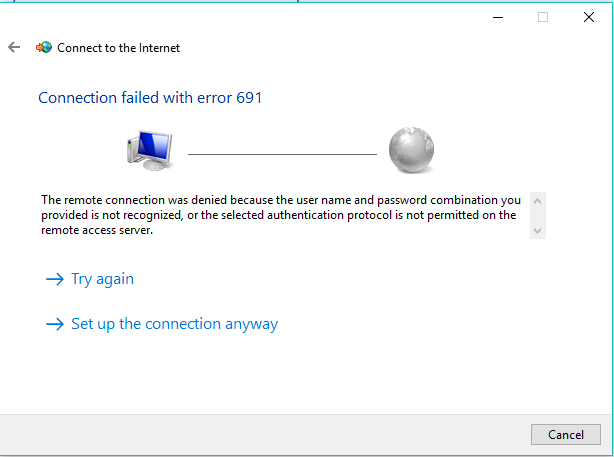 Connect to the Internet
Connection failed with error 691
The remote connection was denied because the user name and password combination you
provided is not recognized, or the selected authentication protocol is not permitted on the
remote access server.
Try again
Set up the connection anyway
Cancel